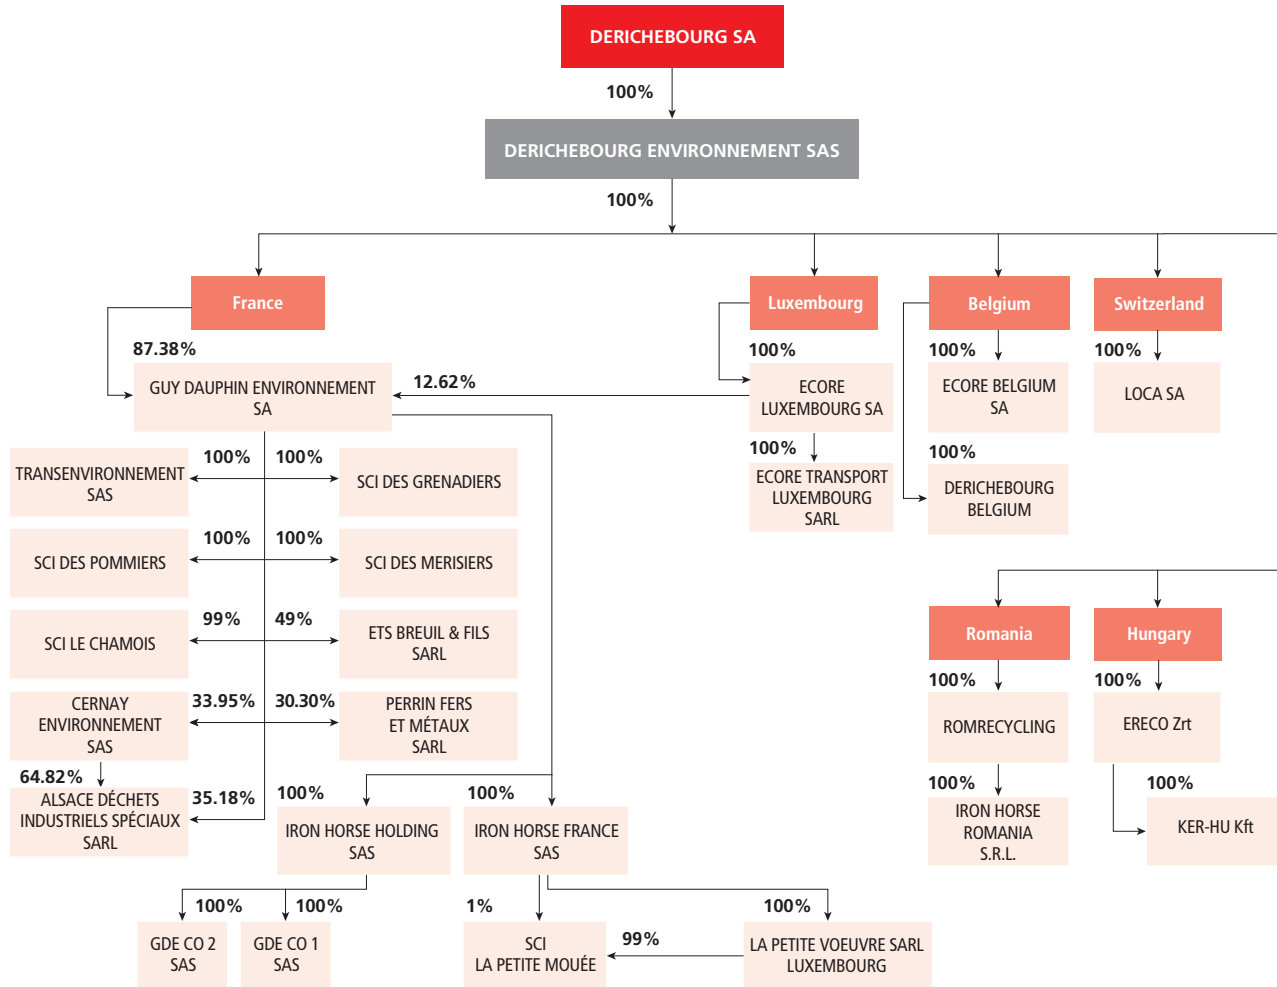 DERICHEBOURG SA
100%
DERICHEBOURG ENVIRONNEMENT SAS
100%
France
Luxembourg
Belgium
Switzerland
87.38%
GUY DAUPHIN ENVIRONNEMENT
SA
12.62%
100%
ECORE
LUXEMBOURG SA
100%
ECORE TRANSPORT
LUXEMBOURG
SARL
100%
ECORE BELGIUM
SA
100%
DERICHEBOURG
BELGIUM
100%
LOCA SA
100%
TRANSENVIRONNEMENT
SAS
100%
SCI DES GRENADIERS
100%
SCI DES POMMIERS
100%
SCI DES MERISIERS
99%
SCI LE CHAMOIS
49%
ETS BREUIL & FILS
SARL
33.95%
CERNAY
ENVIRONNEMENT
SAS
30.30%
PERRIN FERS
ET MÉTAUX
SARL
64.82%
ALSACE DÉCHETS
INDUSTRIELS SPÉCIAUX
SARL
35.18%
100%
IRON HORSE HOLDING
SAS
100%
IRON HORSE FRANCE
SAS
100%
GDE CO 2
SAS
100%
GDE CO 1
SAS
1%
SCI
LA PETITE MOUÉE
99%
100%
LA PETITE VOEUVRE SARL
LUXEMBOURG
Romania
Hungary
100%
ROMRECYCLING
100%
IRON HORSE
ROMANIA
S.R.L.
100%
ERECO Zrt
100%
KER-HU Kft